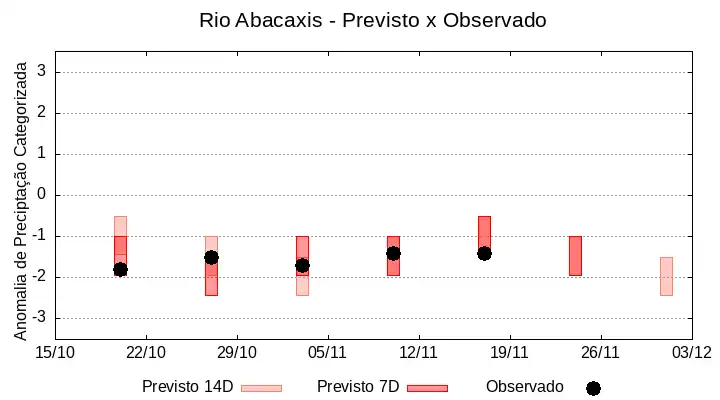 Rio Abacaxis - Previsto x Observado
Anomalia de Preciptação Categorizada
3
2
1
0
-1
-2
-3
15/10 22/10 29/10 05/11 12/11 19/11 26/11 03/12
Previsto 14D Previsto 7D Observado